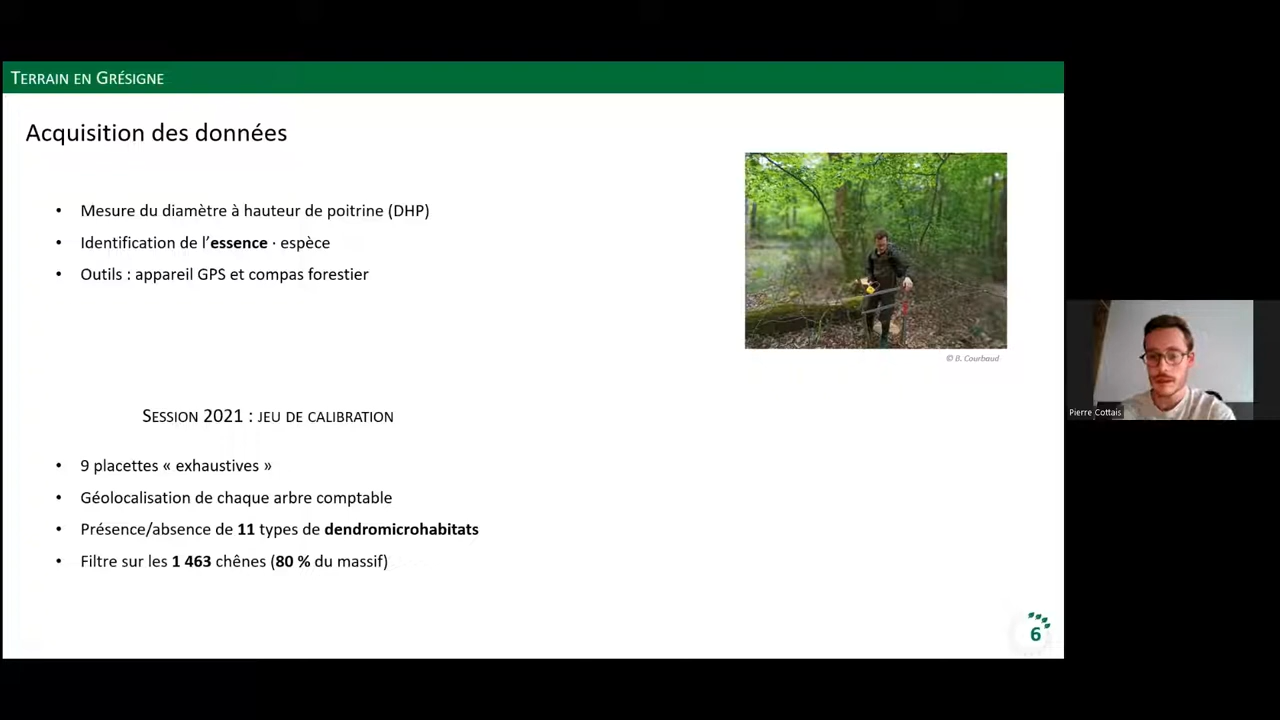 TERRAIN EN GRÉSIGNE
Acquisition des données
• Mesure du diamètre à hauteur de poitrine (DHP)
• Identification de l'essence · espèce
• Outils : appareil GPS et compas forestier
© B. Courbaud
SESSION 2021 : JEU DE CALIBRATION
• 9 placettes « exhaustives »
• Géolocalisation de chaque arbre comptable
• Présence/absence de 11 types de dendromicrohabitats
• Filtre sur les 1 463 chênes (80 % du massif)
6
Pierre Cottais